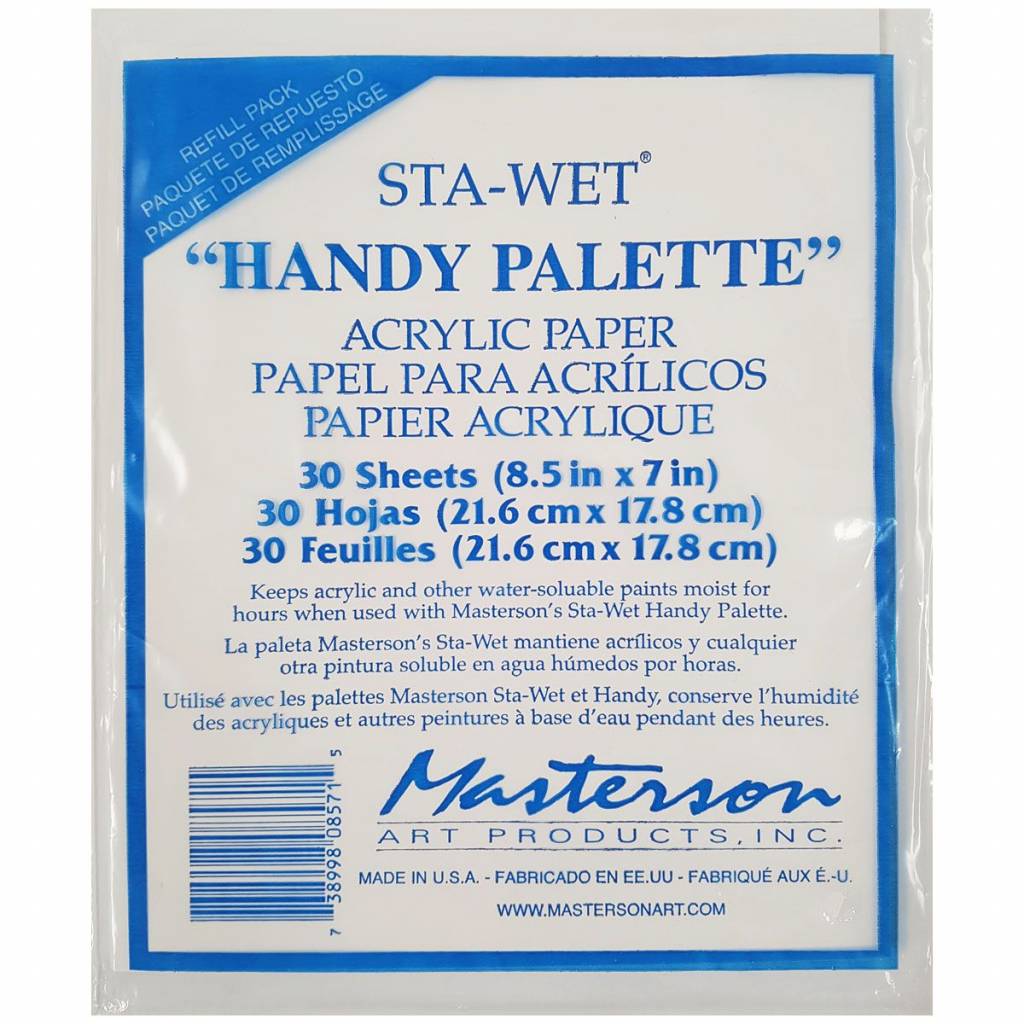 REFILL PACK
PAQUETE DE REPUESTO
PAQUET DE REMPLISSAGE
STA-WET®
“HANDY PALETTE”
ACRYLIC PAPER
PAPEL PARA ACRÍLICOS
PAPIER ACRYLIQUE
30 Sheets (8.5 in x 7 in)
30 Hojas (21.6 cm x 17.8 cm)
30 Feuilles (21.6 cm x 17.8 cm)
Keeps acrylic and other water-soluable paints moist for
hours when used with Masterson’s Sta-Wet Handy Palette.
La paleta Masterson’s Sta-Wet mantiene acrílicos y cualquier
otra pintura soluble en agua húmedos por horas.
Utilisé avec les palettes Masterson Sta-Wet et Handy, conserve l’humidité
des acryliques et autres peintures à base d’eau pendant des heures.
7 38998 08571 5
Masterson
ART PRODUCTS, INC.
MADE IN U.S.A. - FABRICADO EN EE.UU - FABRIQUÉ AUX É.-U.
WWW.MASTERSONART.COM